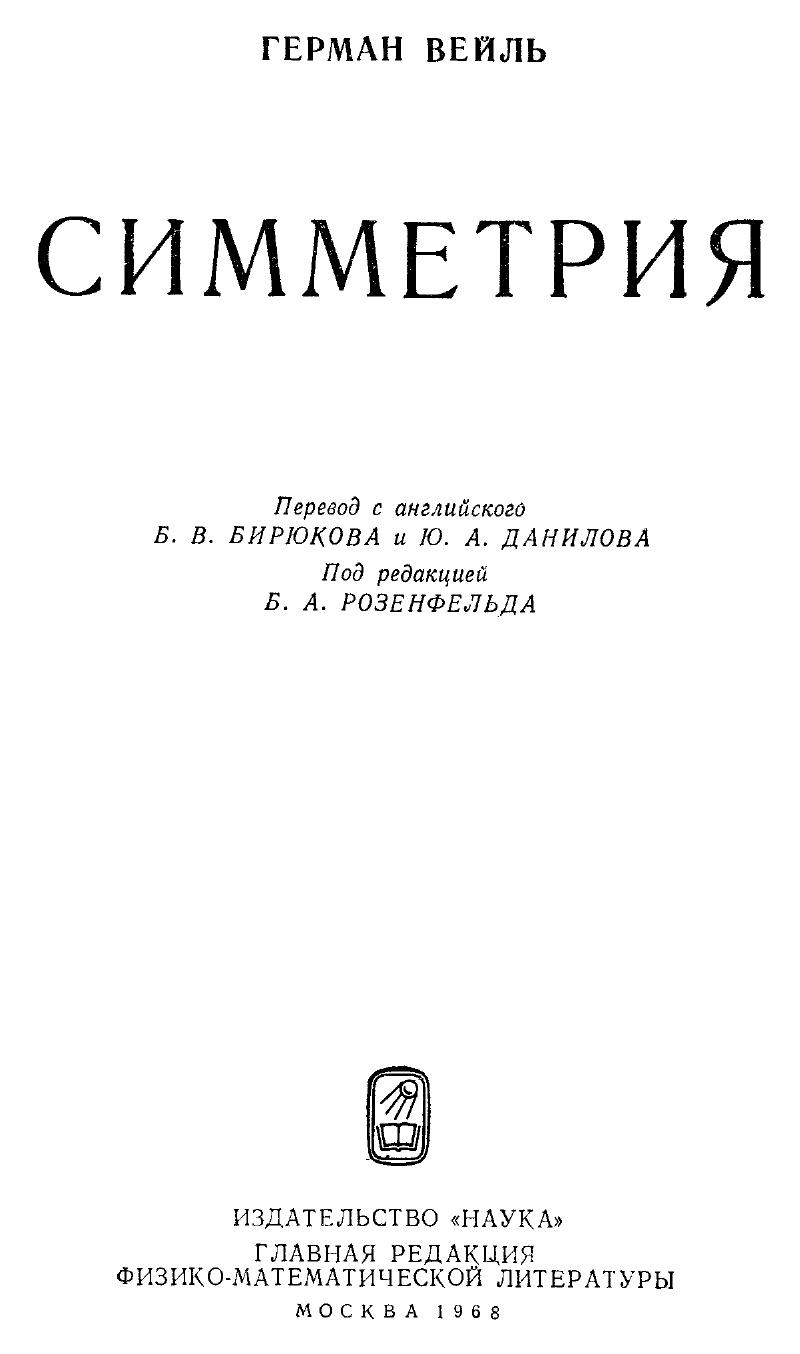 ГЕРМАН ВЕЙЛЬ
СИММЕТРИЯ
Перевод с английского
Б. В. БИРЮКОВА и Ю. А. ДАНИЛОВА
Под редакцией
Б. А. РОЗЕНФЕЛЬДА
ИЗДАТЕЛЬСТВО «НАУКА»
ГЛАВНАЯ РЕДАКЦИЯ
ФИЗИКО-МАТЕМАТИЧЕСКОЙ ЛИТЕРАТУРЫ
МОСКВА 1968